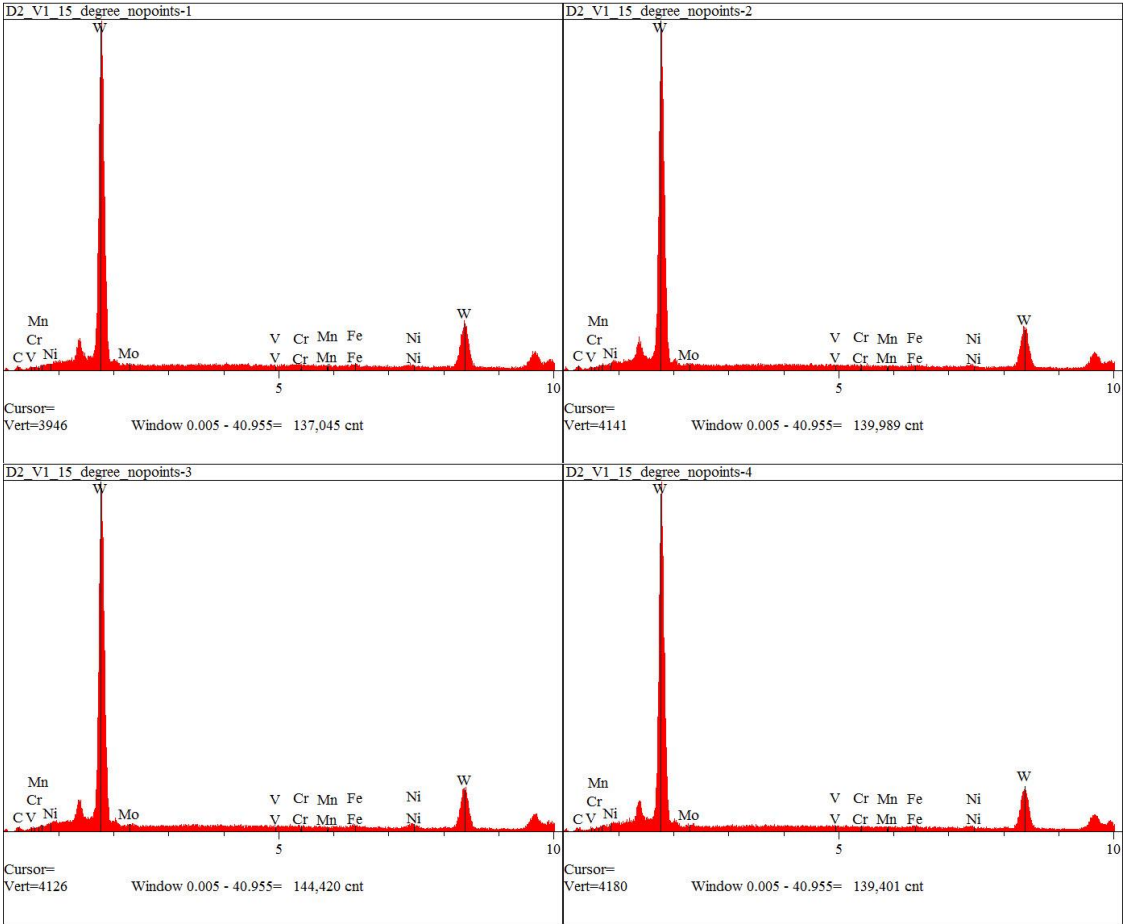 D2_V1_15_degree_nopoints-1
W
W
Mn
Cr
C V Ni Mo
V Cr Mn Fe Ni
V Cr Mn Fe Ni
5 10
Cursor=
Vert=3946 Window 0.005 - 40.955= 137,045 cnt
D2_V1_15_degree_nopoints-2
W
W
Mn
Cr
C V Ni Mo
V Cr Mn Fe Ni
V Cr Mn Fe Ni
5 10
Cursor=
Vert=4141 Window 0.005 - 40.955= 139,989 cnt
D2_V1_15_degree_nopoints-3
W
W
Mn
Cr
C V Ni Mo
V Cr Mn Fe Ni
V Cr Mn Fe Ni
5 10
Cursor=
Vert=4126 Window 0.005 - 40.955= 144,420 cnt
D2_V1_15_degree_nopoints-4
W
W
Mn
Cr
C V Ni Mo
V Cr Mn Fe Ni
V Cr Mn Fe Ni
5 10
Cursor=
Vert=4180 Window 0.005 - 40.955= 139,401 cnt